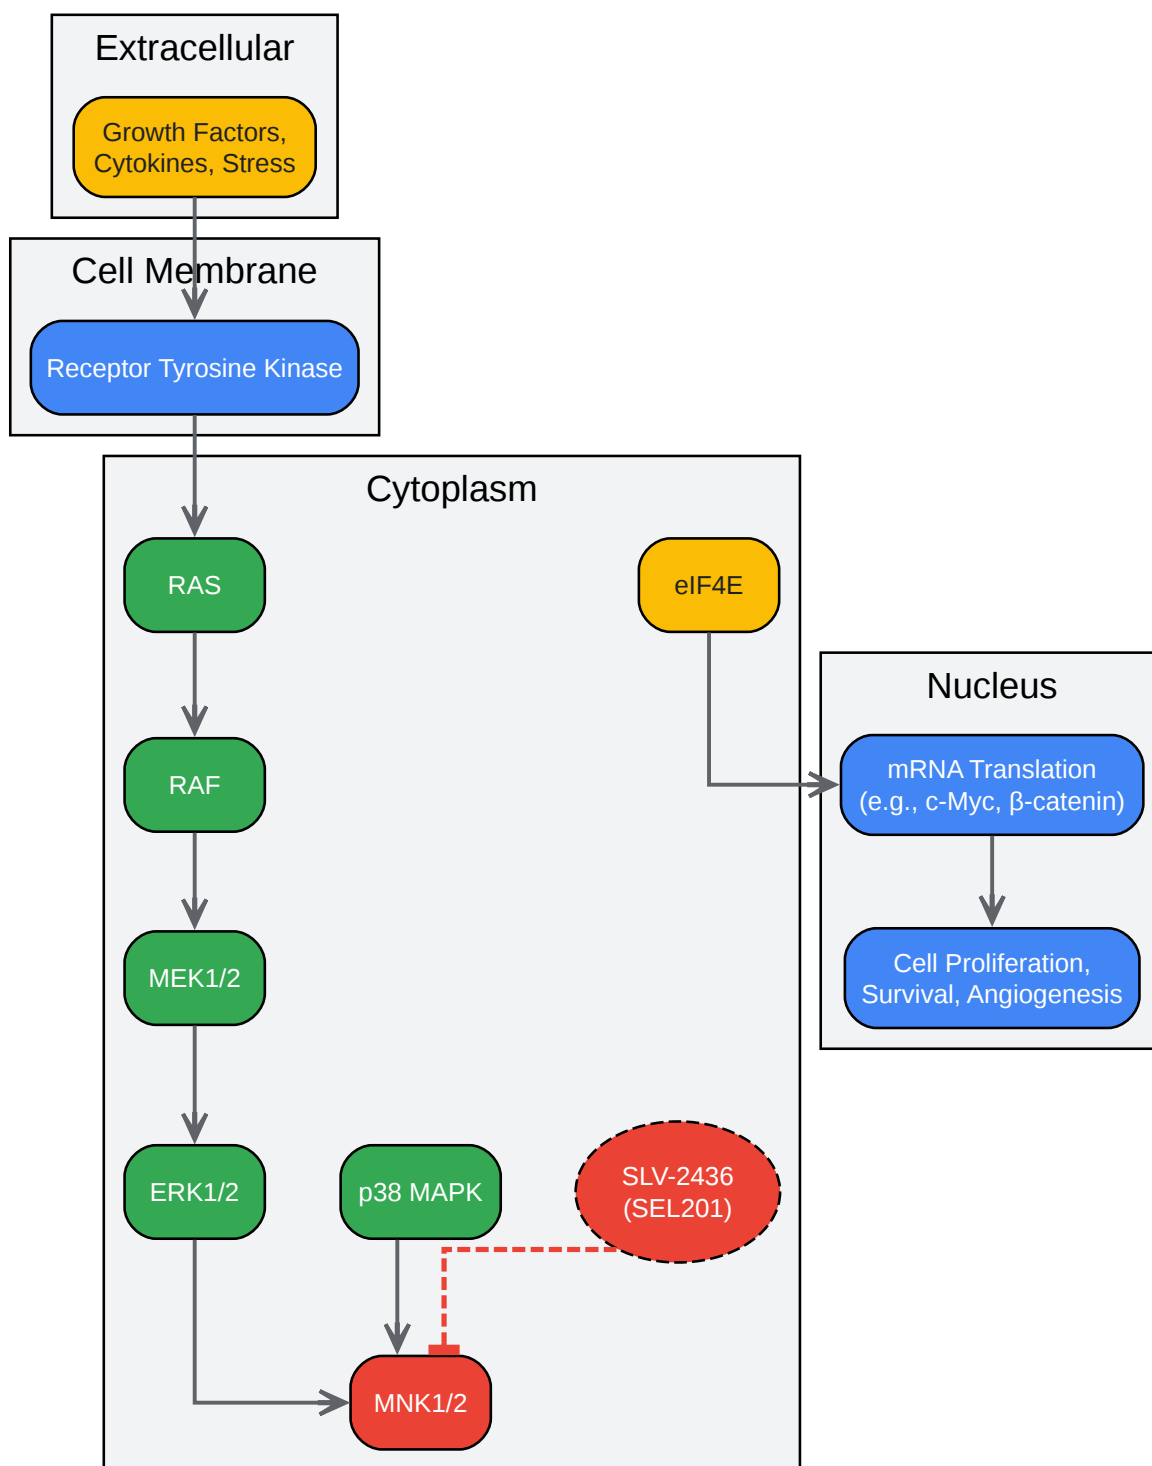 Extracellular
Growth Factors,
Cytokines, Stress
Cell Membrane
Receptor Tyrosine Kinase
Cytoplasm
RAS
eIF4E
RAF
MEK1/2
ERK1/2
p38 MAPK
SLV-2436
(SEL201)
MNK1/2
Nucleus
mRNA Translation
(e.g., c-Myc, β-catenin)
Cell Proliferation,
Survival, Angiogenesis